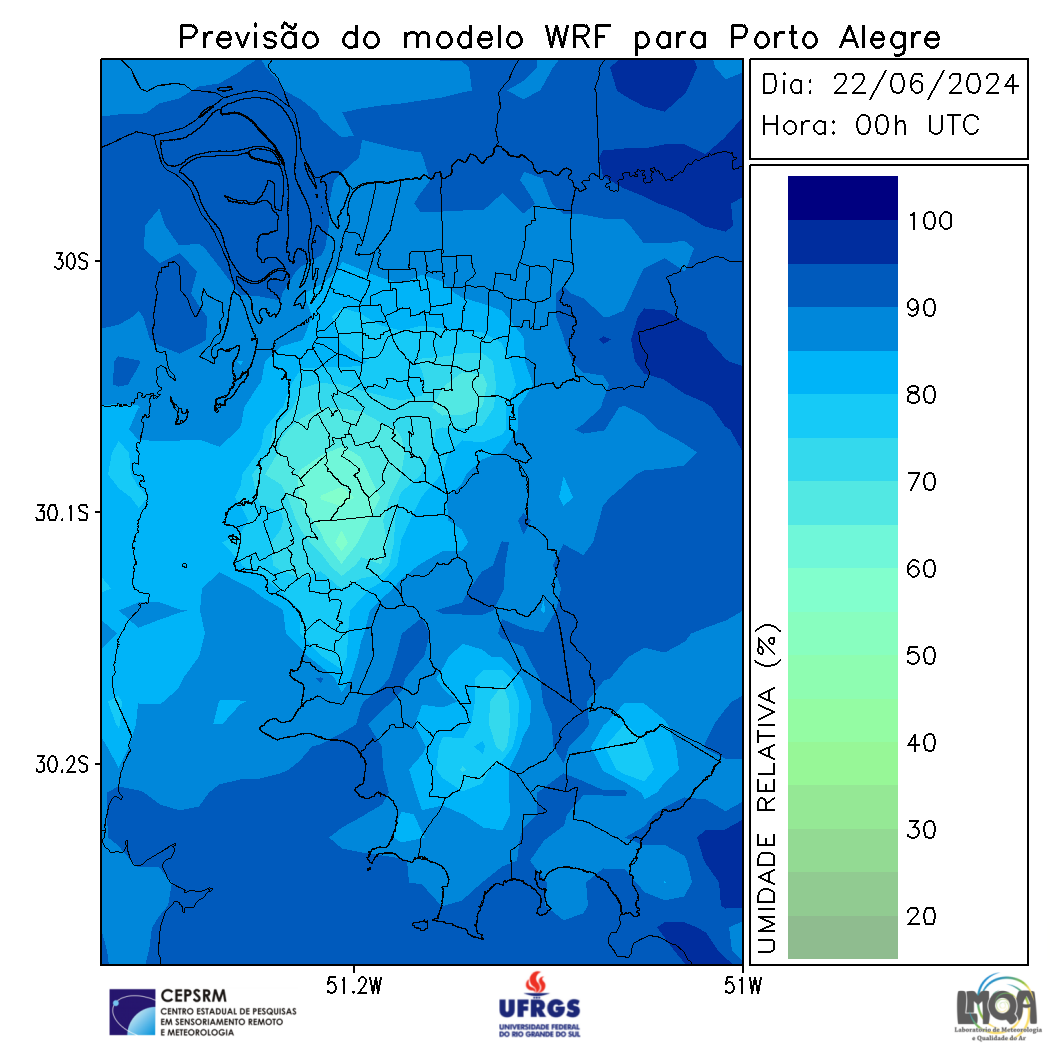 Previsão do modelo WRF para Porto Alegre
Dia: 22/06/2024
Hora: 00h UTC
30S
30.1S
30.2S
51.2W
51W
UMIDADE RELATIVA (%)
100
90
80
70
60
50
40
30
20
CEPSRM
CENTRO ESTADUAL DE PESQUISAS
EM SENSORIAMENTO REMOTO
E METEOROLOGIA
UFRGS
UNIVERSIDADE FEDERAL
DO RIO GRANDE DO SUL
LMQA
Laboratório de Meteorologia
e Qualidade do Ar